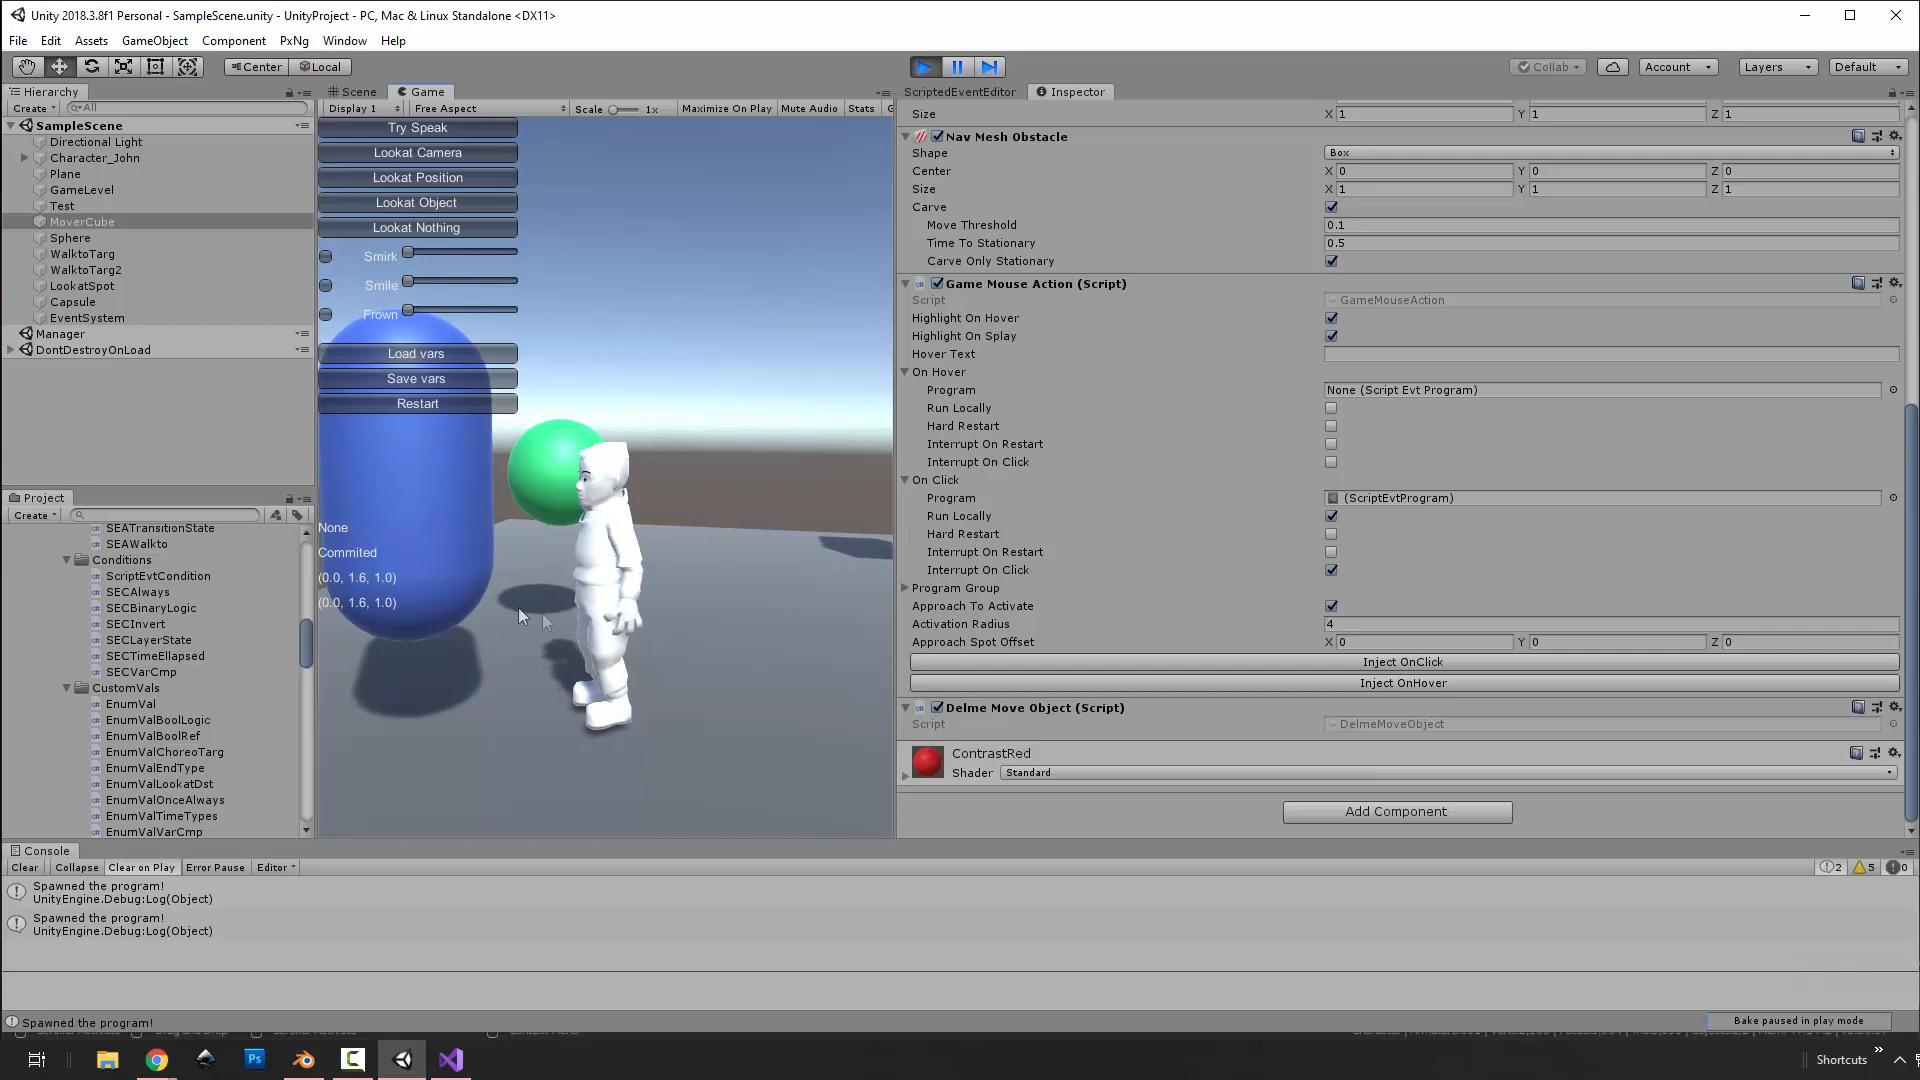 Unity 2018.3.8f1 Personal - SampleScene.unity - UnityProject - PC, Mac & Linux Standalone <DX11>
File Edit Assets GameObject Component PxNg Window Help
Center Local Collab Account Layers Default
Hierarchy
Create All
SampleScene
Directional Light
Character_John
Plane
GameLevel
Test
MoverCube
Sphere
WalktoTarg
WalktoTarg2
LookatSpot
Capsule
EventSystem
Manager
DontDestroyOnLoad
Project
Create
SEATransitionState
SEAWalkto
Conditions
ScriptEvtCondition
SECAlways
SECBinaryLogic
SECInvert
SECLayerState
SECTimeEllapsed
SECVarCmp
CustomVals
EnumVal
EnumValBoolLogic
EnumValBoolRef
EnumValChoreoTarg
EnumValEndType
EnumValLookatDst
EnumValOnceAlways
EnumValTimeTypes
EnumValVarCmp
Scene Game
Display 1 Free Aspect Scale 1x Maximize On Play Mute Audio Stats G
Try Speak
Lookat Camera
Lookat Position
Lookat Object
Lookat Nothing
Smirk
Smile
Frown
Load vars
Save vars
Restart
None
Commited
(0.0, 1.6, 1.0)
(0.0, 1.6, 1.0)
ScriptedEventEditor Inspector
Size X 1 Y 1 Z 1
Nav Mesh Obstacle
Shape Box
Center X 0 Y 0 Z 0
Size X 1 Y 1 Z 1
Carve
Move Threshold 0.1
Time To Stationary 0.5
Carve Only Stationary
Game Mouse Action (Script)
Script GameMouseAction
Highlight On Hover
Highlight On Splay
Hover Text
On Hover
Program None (Script Evt Program)
Run Locally
Hard Restart
Interrupt On Restart
Interrupt On Click
On Click
Program (ScriptEvtProgram)
Run Locally
Hard Restart
Interrupt On Restart
Interrupt On Click
Program Group
Approach To Activate
Activation Radius 4
Approach Spot Offset X 0 Y 0 Z 0
Inject OnClick
Inject OnHover
Delme Move Object (Script)
Script DelmeMoveObject
ContrastRed
Shader Standard
Add Component
Console
Clear Collapse Clear on Play Error Pause Editor 2 5 0
Spawned the program!
UnityEngine.Debug:Log(Object)
Spawned the program!
UnityEngine.Debug:Log(Object)
Spawned the program!
Bake paused in play mode
Ps
Shortcuts